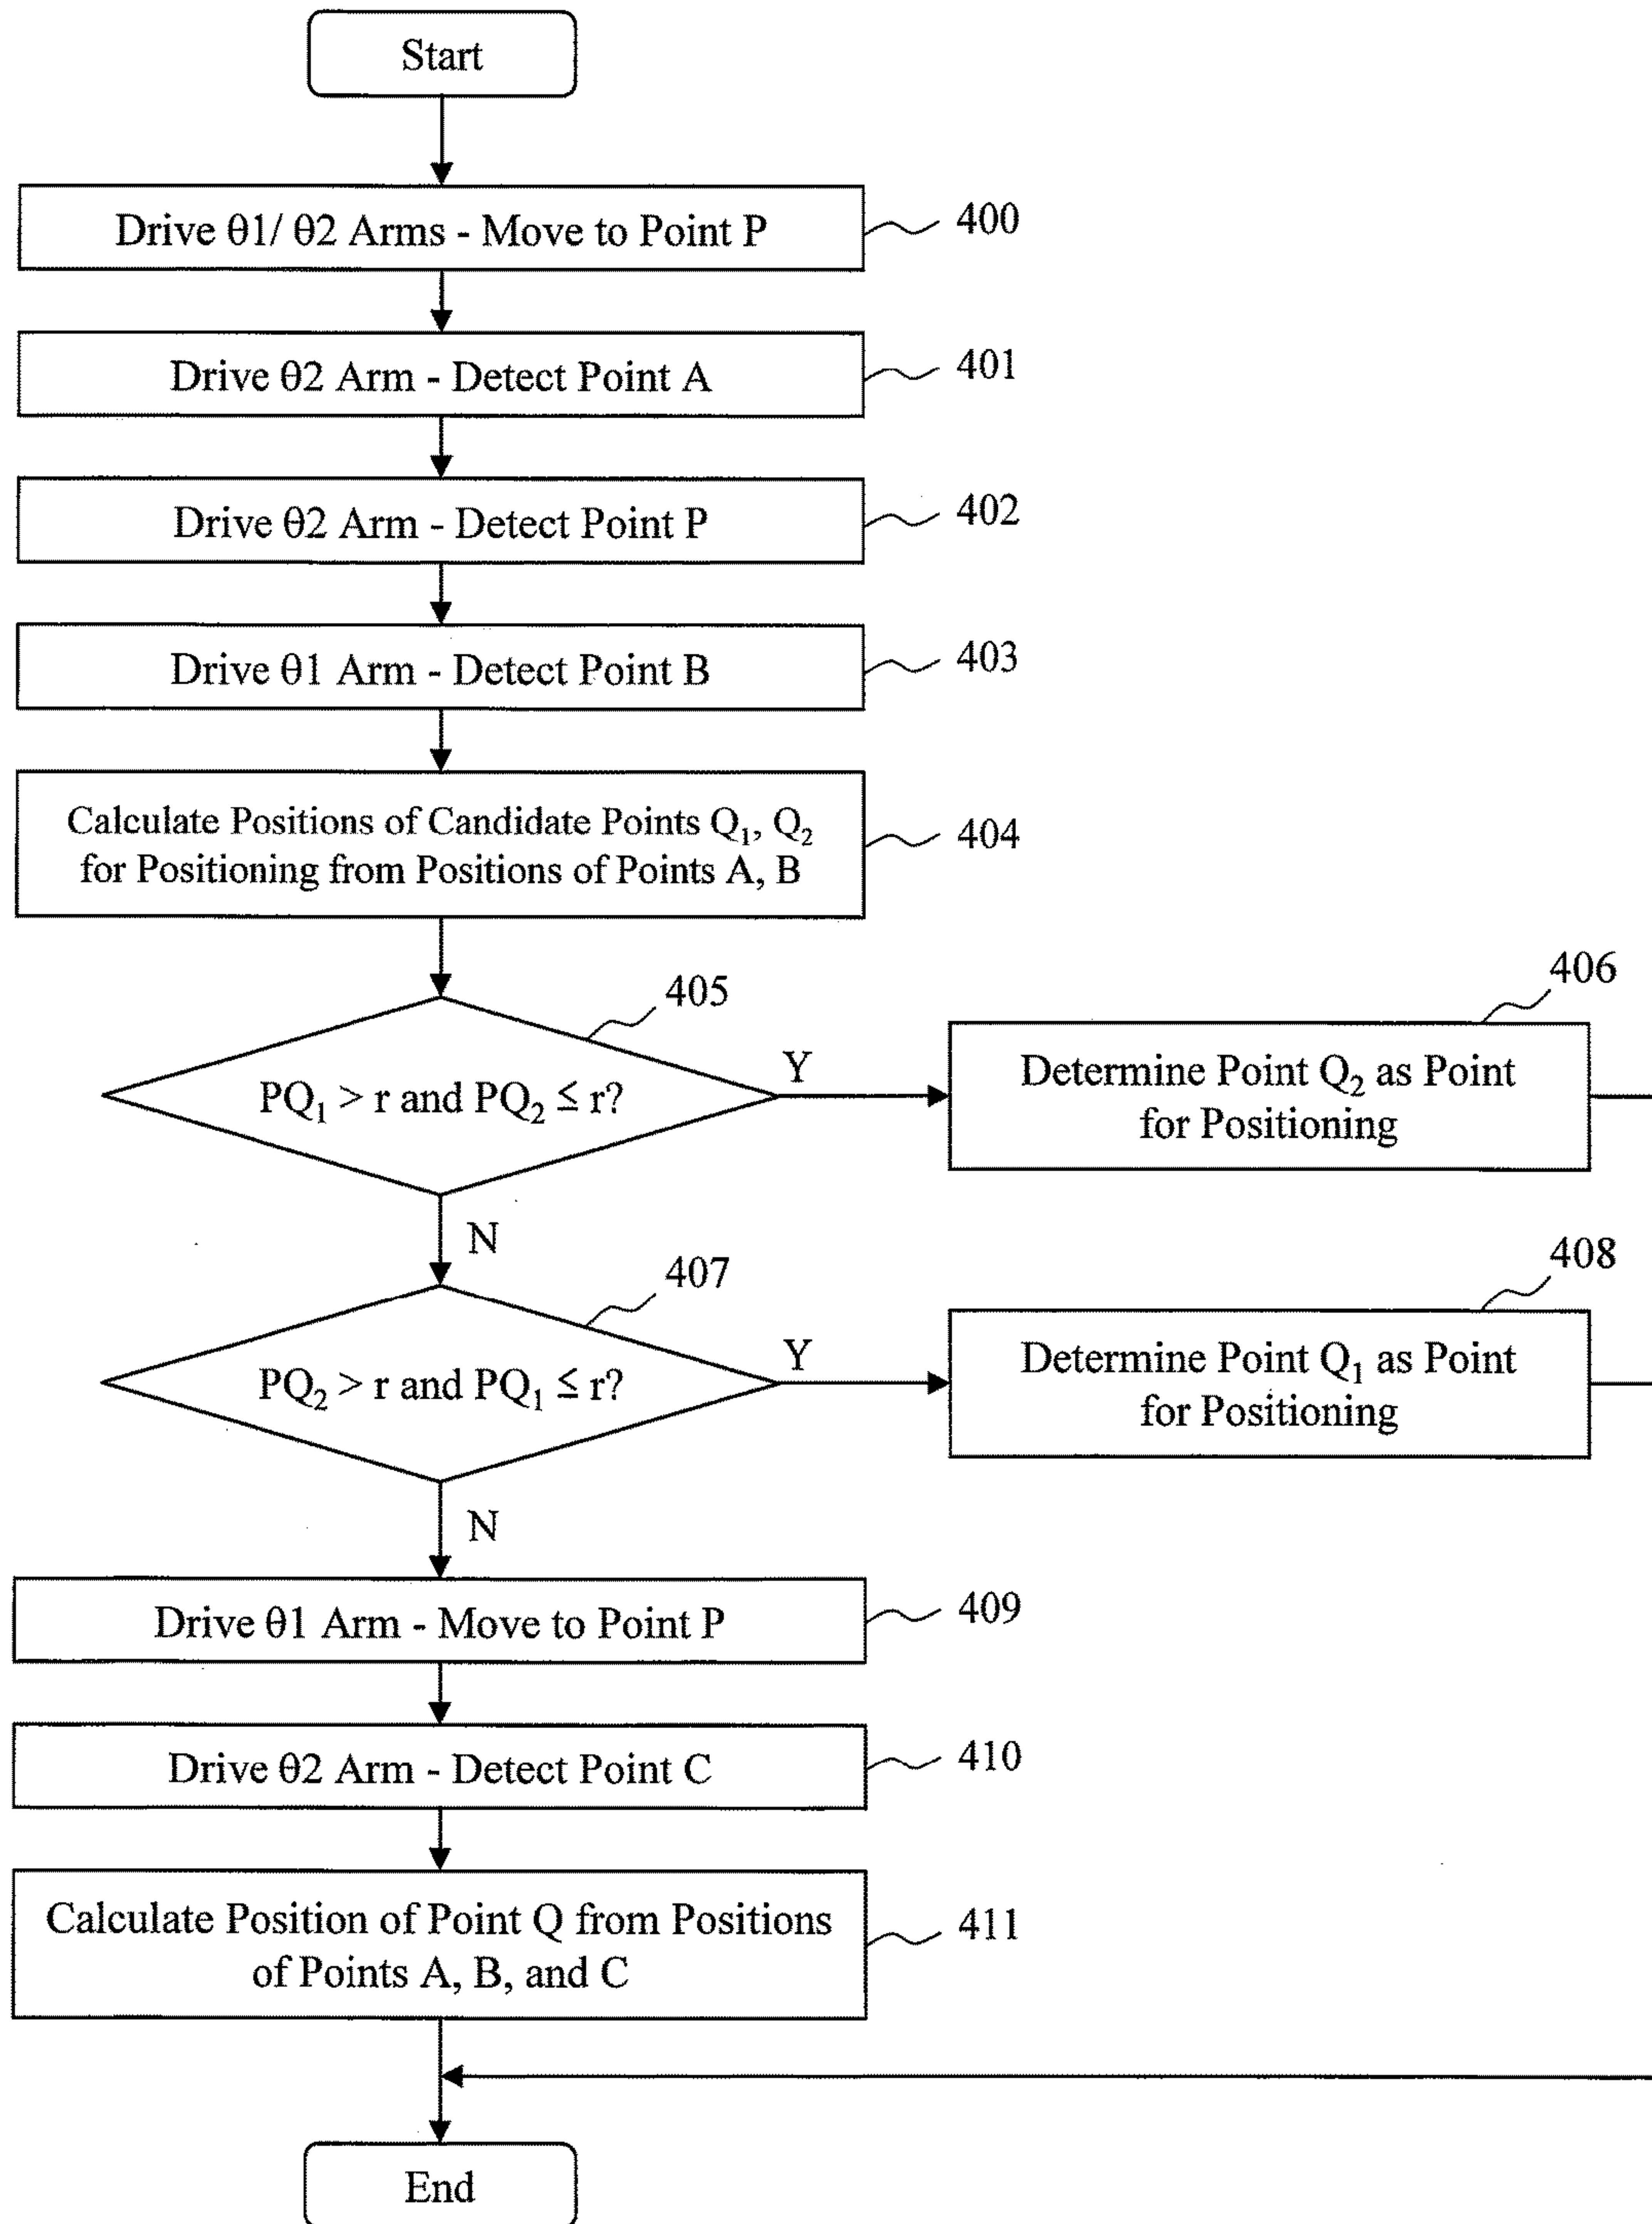 Start
Drive θ1/ θ2 Arms - Move to Point P
400
Drive θ2 Arm - Detect Point A
401
Drive θ2 Arm - Detect Point P
402
Drive θ1 Arm - Detect Point B
403
Calculate Positions of Candidate Points Q₁, Q₂
for Positioning from Positions of Points A, B
404
405
PQ₁ > r and PQ₂ ≦ r?
Y
406
Determine Point Q₂ as Point
for Positioning
N
407
PQ₂ > r and PQ₁ ≦ r?
Y
408
Determine Point Q₁ as Point
for Positioning
N
Drive θ1 Arm - Move to Point P
409
Drive θ2 Arm - Detect Point C
410
Calculate Position of Point Q from Positions
of Points A, B, and C
411
End